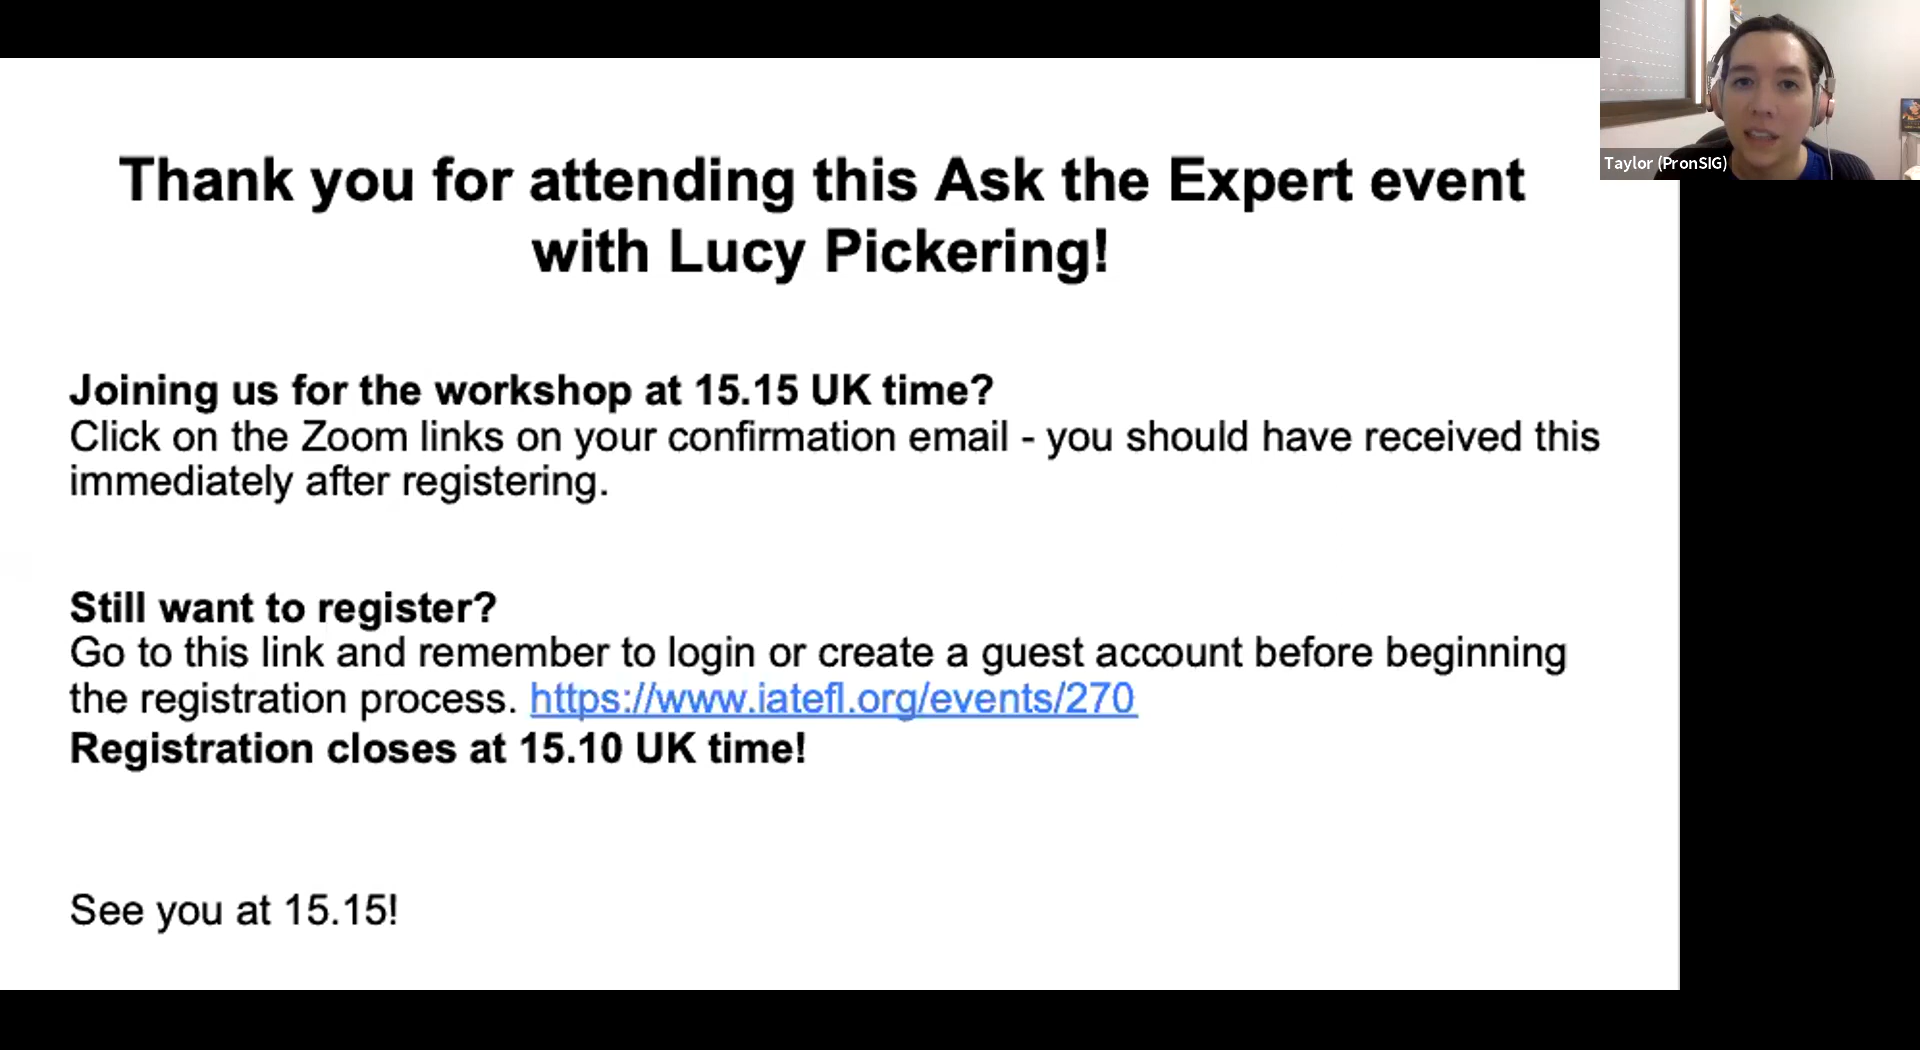 Thank you for attending this Ask the Expert event
with Lucy Pickering!
Joining us for the workshop at 15.15 UK time?
Click on the Zoom links on your confirmation email - you should have received this
immediately after registering.
Still want to register?
Go to this link and remember to login or create a guest account before beginning
the registration process. https://www.iatefl.org/events/270
Registration closes at 15.10 UK time!
See you at 15.15!
Taylor (PronSIG)